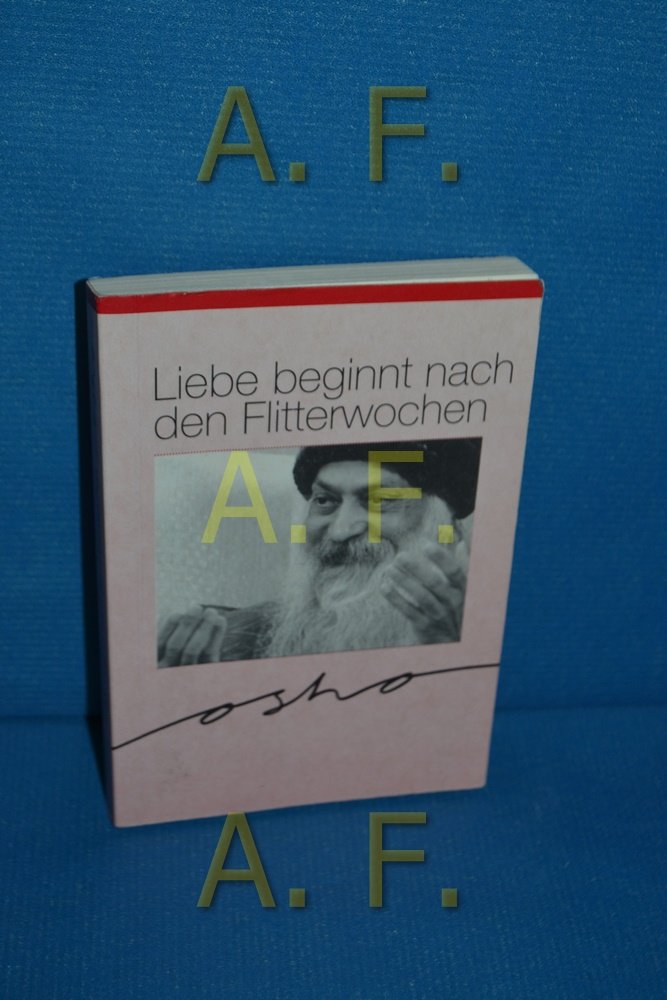 A. F.
Liebe beginnt nach
den Flitterwochen
A. F.
osho
A. F.